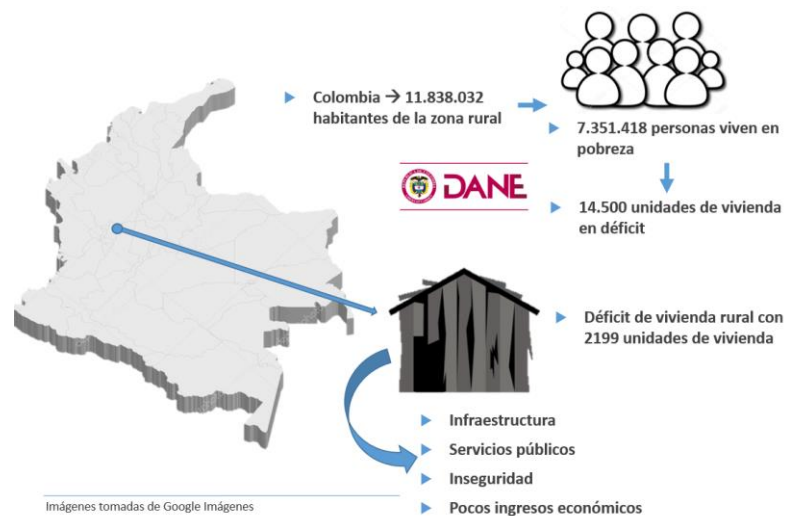 Colombia → 11.838.032
habitantes de la zona rural
7.351.418 personas viven en
pobreza
DANE
14.500 unidades de vivienda
en déficit
Déficit de vivienda rural con
2199 unidades de vivienda
Infraestructura
Servicios públicos
Inseguridad
Pocos ingresos económicos
Imágenes tomadas de Google Imágenes